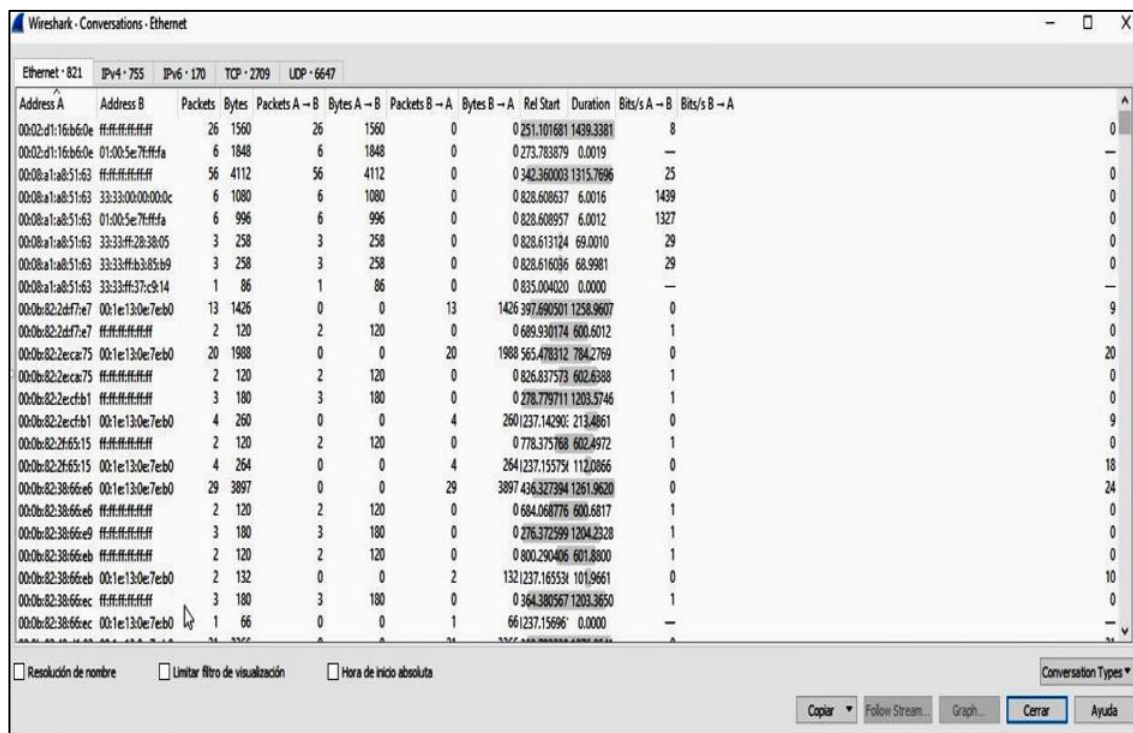 Wireshark · Conversations · Ethernet
Ethernet · 821 IPv4 · 755 IPv6 · 170 TCP · 2709 UDP · 6647
Address A Address B Packets Bytes Packets A → B Bytes A → B Packets B → A Bytes B → A Rel Start Duration Bits/s A → B Bits/s B → A
00:02:d1:16:b6:0e ff:ff:ff:ff:ff:ff 26 1560 26 1560 0 0 251.101681 1439.3381 8 0
00:02:d1:16:b6:0e 01:00:5e:7f:ff:fa 6 1848 6 1848 0 0 273.783879 0.0019 — —
00:08:a1:a8:51:63 ff:ff:ff:ff:ff:ff 56 4112 56 4112 0 0 342.360003 1315.7696 25 0
00:08:a1:a8:51:63 33:33:00:00:00:0c 6 1080 6 1080 0 0 828.608637 6.0016 1439 0
00:08:a1:a8:51:63 01:00:5e:7f:ff:fa 6 996 6 996 0 0 828.608957 6.0012 1327 0
00:08:a1:a8:51:63 33:33:ff:28:38:05 3 258 3 258 0 0 828.613124 69.0010 29 0
00:08:a1:a8:51:63 33:33:ff:b3:85:b9 3 258 3 258 0 0 828.616036 68.9981 29 0
00:08:a1:a8:51:63 33:33:ff:37:c9:14 1 86 1 86 0 0 835.004020 0.0000 — —
00:0b:82:2d:f7:e7 00:1e:13:0e:7e:b0 13 1426 0 0 13 1426 397.690501 1258.9607 0 9
00:0b:82:2d:f7:e7 ff:ff:ff:ff:ff:ff 2 120 2 120 0 0 689.930174 600.6012 1 0
00:0b:82:2e:ca:75 00:1e:13:0e:7e:b0 20 1988 0 0 20 1988 565.478312 784.2769 0 20
00:0b:82:2e:ca:75 ff:ff:ff:ff:ff:ff 2 120 2 120 0 0 826.837573 602.6388 1 0
00:0b:82:2e:cf:b1 ff:ff:ff:ff:ff:ff 3 180 3 180 0 0 278.779711 1203.5746 1 0
00:0b:82:2e:cf:b1 00:1e:13:0e:7e:b0 4 260 0 0 4 260 213.4861 0 9
00:0b:82:2f:65:15 ff:ff:ff:ff:ff:ff 2 120 2 120 0 0 778.375768 602.4972 1 0
00:0b:82:2f:65:15 00:1e:13:0e:7e:b0 4 264 0 0 4 264 112.0866 0 18
00:0b:82:38:66:e6 00:1e:13:0e:7e:b0 29 3897 0 0 29 3897 436.327394 1261.9620 0 24
00:0b:82:38:66:e6 ff:ff:ff:ff:ff:ff 2 120 2 120 0 0 684.068776 600.6817 1 0
00:0b:82:38:66:e9 ff:ff:ff:ff:ff:ff 3 180 3 180 0 0 276.372599 1204.2328 1 0
00:0b:82:38:66:eb ff:ff:ff:ff:ff:ff 2 120 2 120 0 0 800.290406 601.8800 1 0
00:0b:82:38:66:eb 00:1e:13:0e:7e:b0 2 132 0 0 2 132 101.9661 0 10
00:0b:82:38:66:ec ff:ff:ff:ff:ff:ff 3 180 3 180 0 0 364.380567 1203.3650 1 0
00:0b:82:38:66:ec 00:1e:13:0e:7e:b0 1 66 0 0 1 66 0.0000 — —
Resolución de nombre Limitar filtro de visualización Hora de inicio absoluta Conversation Types
Copiar Follow Stream... Graph... Cerrar Ayuda